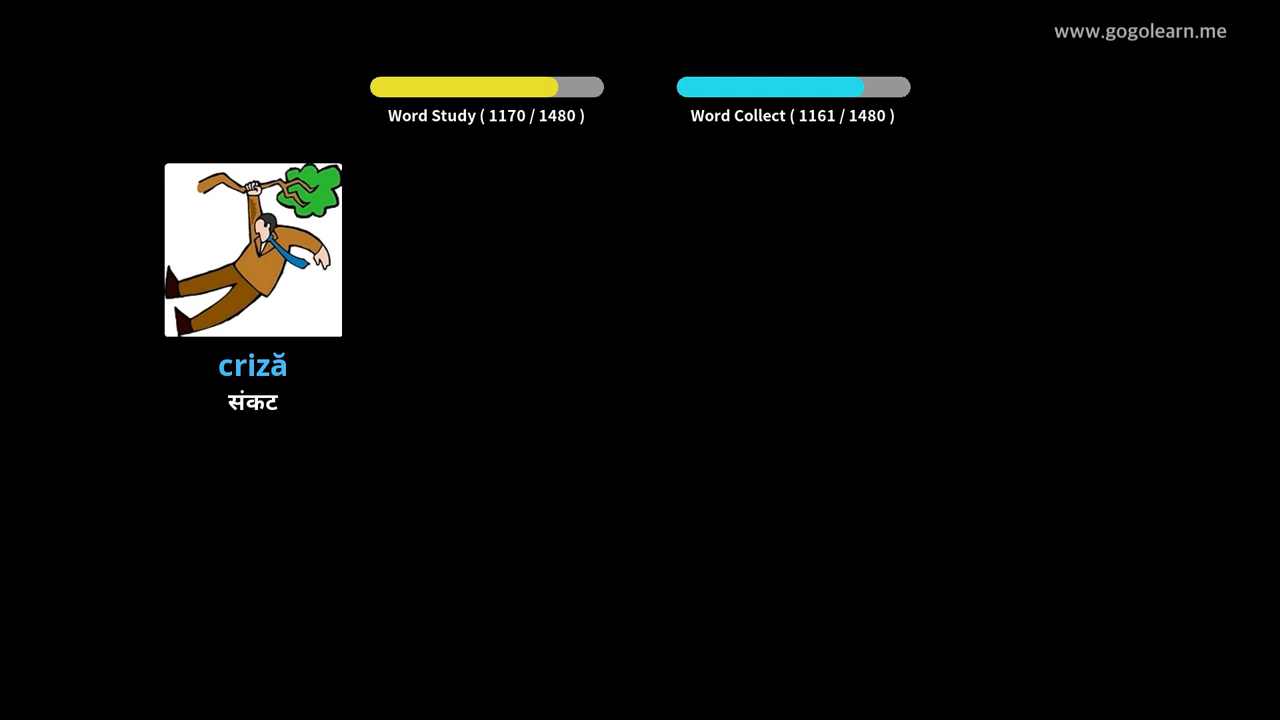 www.gogolearn.me
Word Study ( 1170 / 1480 )
Word Collect ( 1161 / 1480 )
criză
संकट